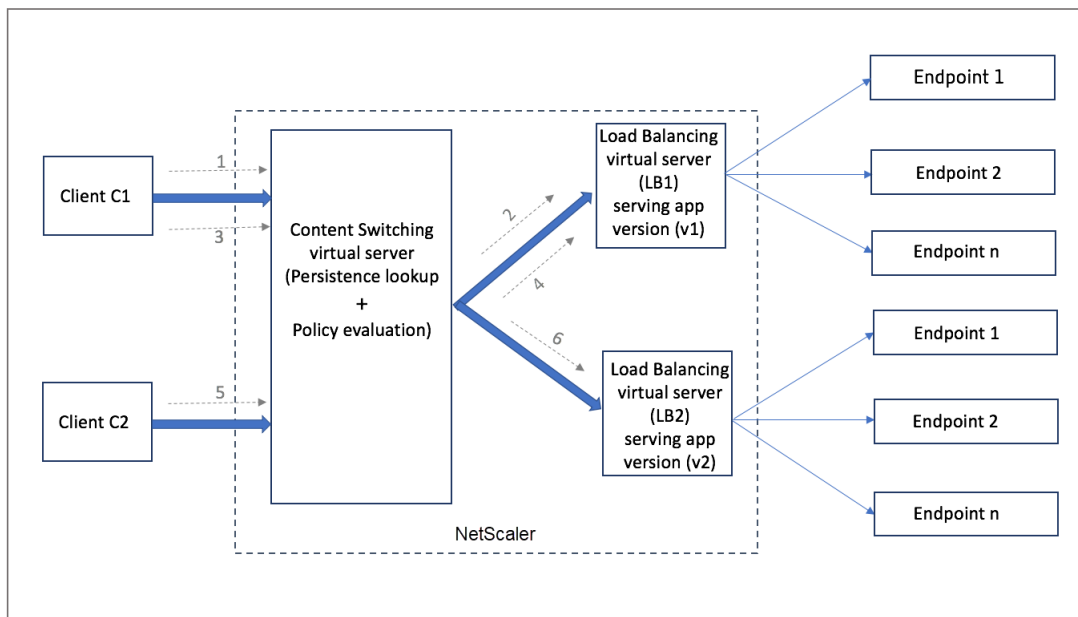 Client C1
Client C2
1
3
5
Content Switching
virtual server
(Persistence lookup
+
Policy evaluation)
2
4
6
Load Balancing
virtual server
(LB1)
serving app
version (v1)
Load Balancing
virtual server
(LB2)
serving app
version (v2)
NetScaler
Endpoint 1
Endpoint 2
Endpoint n
Endpoint 1
Endpoint 2
Endpoint n